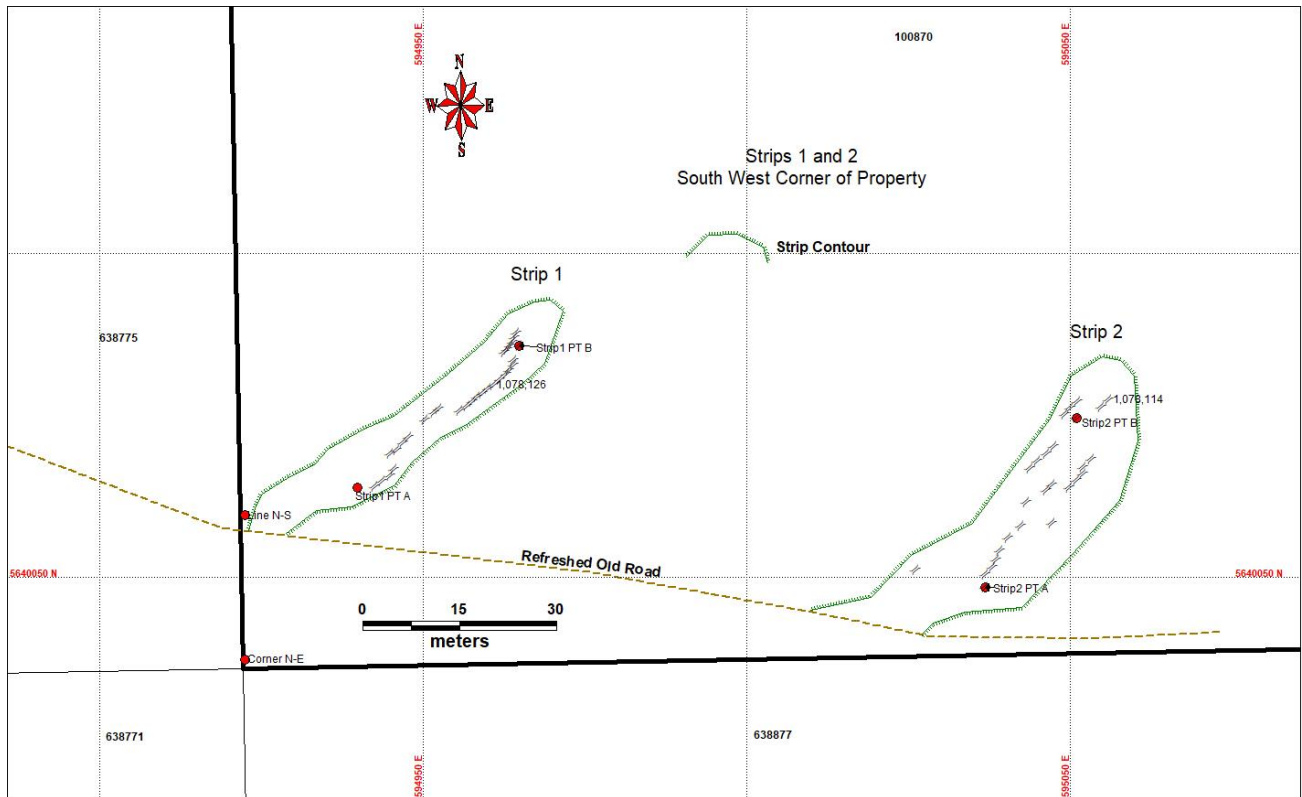 594950 E
595050 E
100870
N
W E
S
Strips 1 and 2
South West Corner of Property
Strip Contour
Strip 1
638775
Strip1 PT B
1,078,126
Strip 2
1,078,114
Strip2 PT B
Strip1 PT A
Line N-S
Refreshed Old Road
5640050 N
5640050 N
Strip2 PT A
0 15 30
meters
Corner N-E
638771
638877
594950 E
595050 E